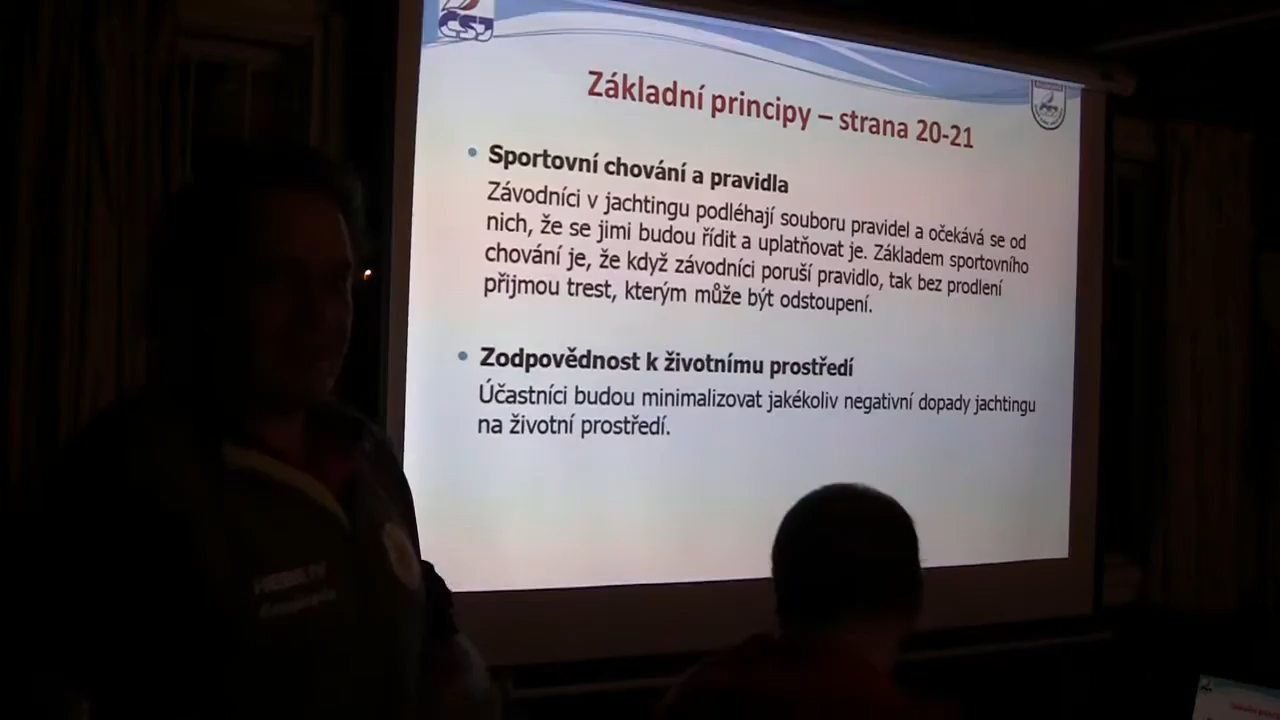 ČSJ
Základní principy – strana 20-21
• Sportovní chování a pravidla
Závodníci v jachtingu podléhají souboru pravidel a očekává se od
nich, že se jimi budou řídit a uplatňovat je. Základem sportovního
chování je, že když závodníci poruší pravidlo, tak bez prodlení
přijmou trest, kterým může být odstoupení.
• Zodpovědnost k životnímu prostředí
Účastníci budou minimalizovat jakékoliv negativní dopady jachtingu
na životní prostředí.